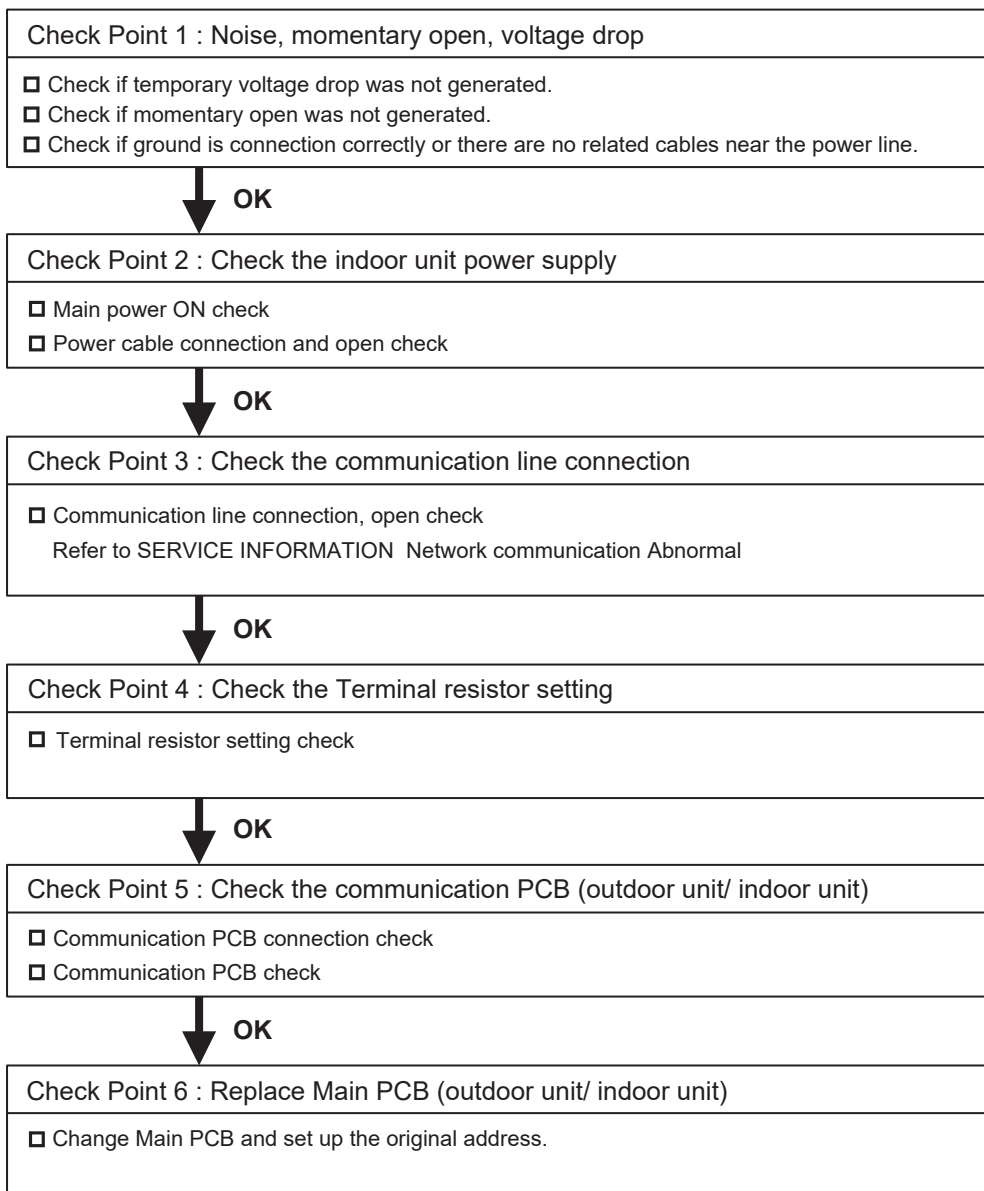 Check Point 1 : Noise, momentary open, voltage drop
Check if temporary voltage drop was not generated.
Check if momentary open was not generated.
Check if ground is connection correctly or there are no related cables near the power line.
OK
Check Point 2 : Check the indoor unit power supply
Main power ON check
Power cable connection and open check
OK
Check Point 3 : Check the communication line connection
Communication line connection, open check
Refer to SERVICE INFORMATION  Network communication Abnormal
OK
Check Point 4 : Check the Terminal resistor setting
Terminal resistor setting check
OK
Check Point 5 : Check the communication PCB (outdoor unit/ indoor unit)
Communication PCB connection check
Communication PCB check
OK
Check Point 6 : Replace Main PCB (outdoor unit/ indoor unit)
Change Main PCB and set up the original address.